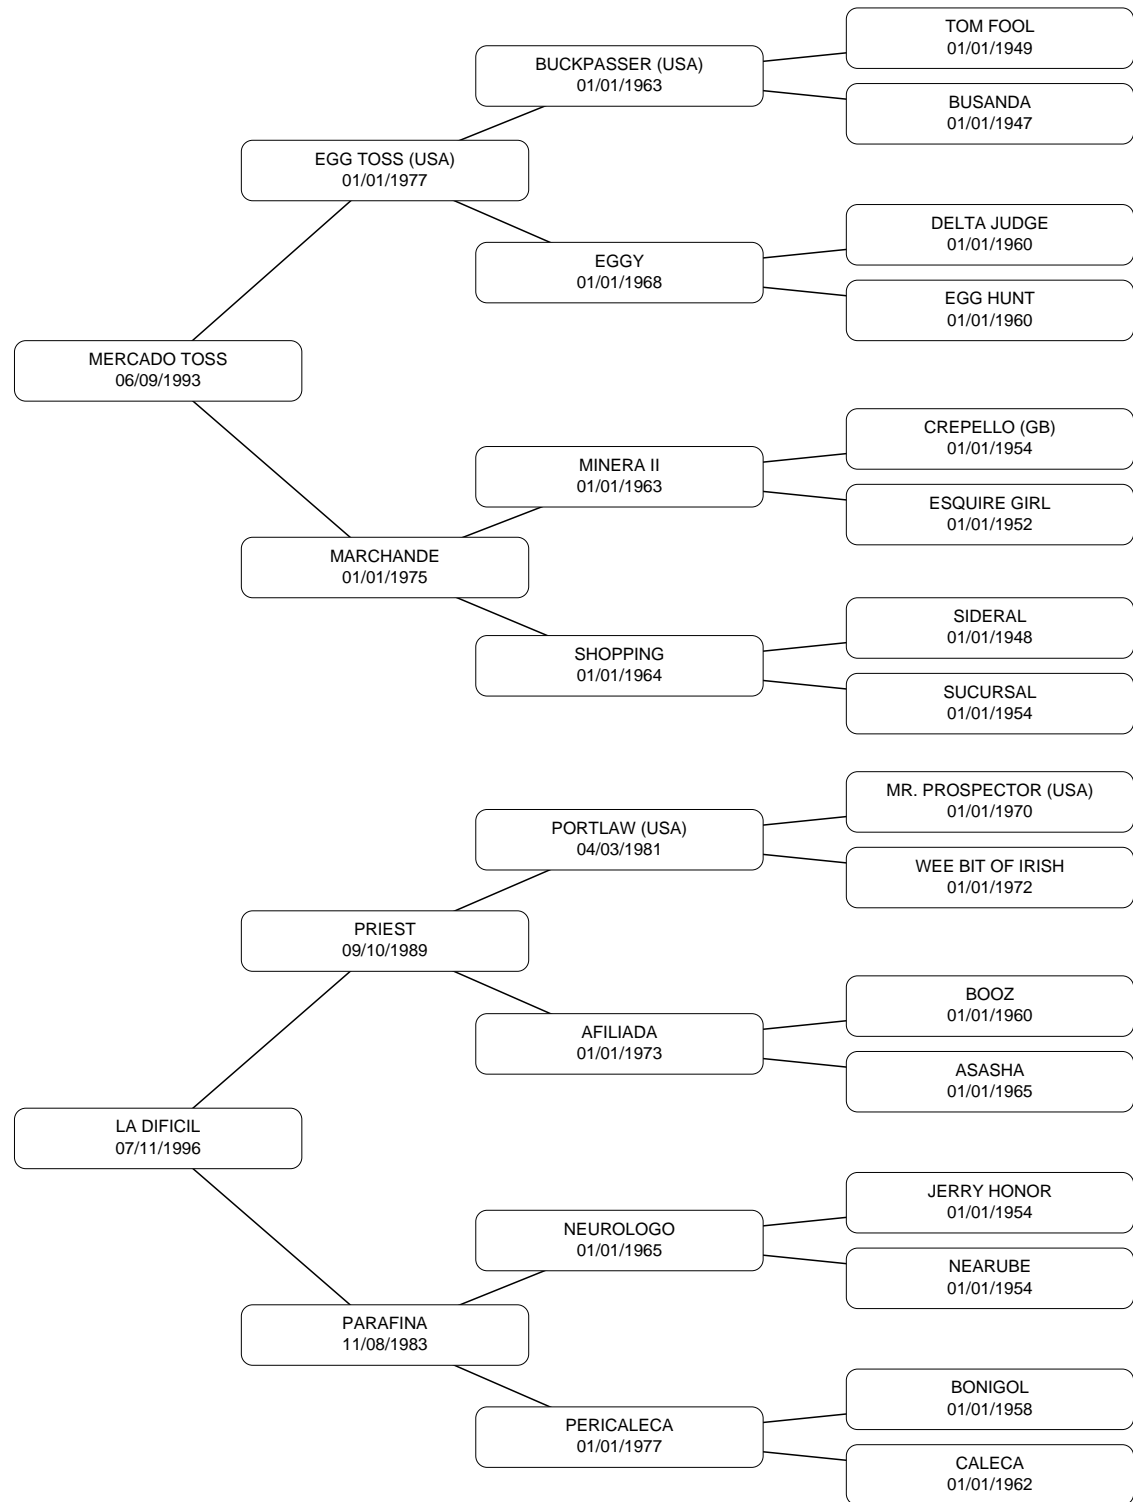 TOM FOOL
01/01/1949
BUCKPASSER (USA)
01/01/1963
BUSANDA
01/01/1947
EGG TOSS (USA)
01/01/1977
DELTA JUDGE
01/01/1960
EGGY
01/01/1968
EGG HUNT
01/01/1960
MERCADO TOSS
06/09/1993
CREPELLO (GB)
01/01/1954
MINERA II
01/01/1963
ESQUIRE GIRL
01/01/1952
MARCHANDE
01/01/1975
SIDERAL
01/01/1948
SHOPPING
01/01/1964
SUCURSAL
01/01/1954
MR. PROSPECTOR (USA)
01/01/1970
PORTLAW (USA)
04/03/1981
WEE BIT OF IRISH
01/01/1972
PRIEST
09/10/1989
BOOZ
01/01/1960
AFILIADA
01/01/1973
ASASHA
01/01/1965
LA DIFICIL
07/11/1996
JERRY HONOR
01/01/1954
NEUROLOGO
01/01/1965
NEARUBE
01/01/1954
PARAFINA
11/08/1983
BONIGOL
01/01/1958
PERICALECA
01/01/1977
CALECA
01/01/1962